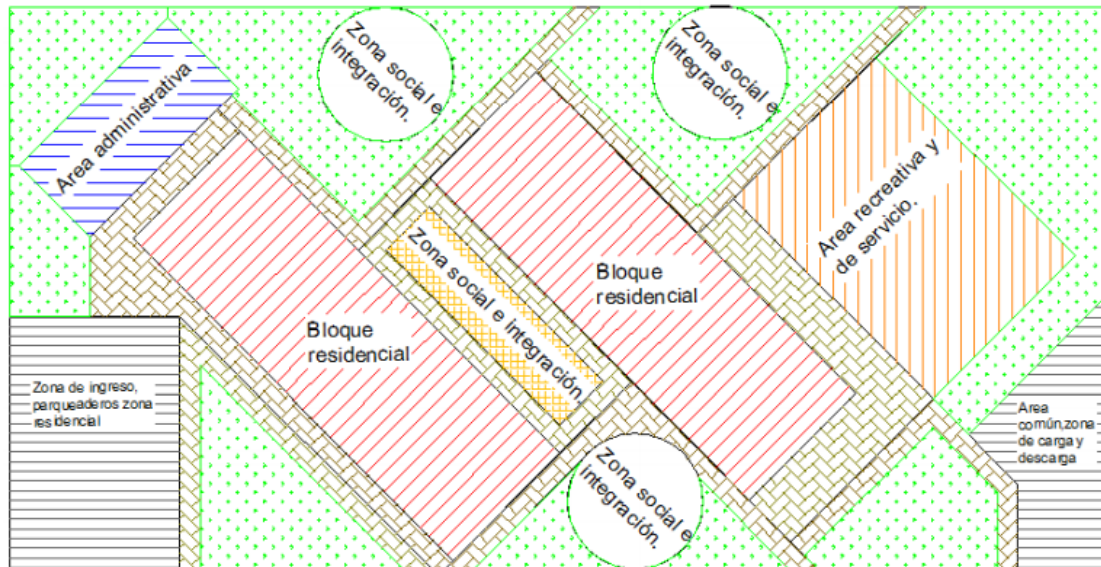 Area administrativa
Zona social e
integración.
Zona social e
integración.
Area recreativa y
de servicio.
Zona social e integración.
Bloque
residencial
Bloque
residencial
Zona de ingreso,
parqueaderos zona
residencial
Area
común,zona
de carga y
descarga
Zona social e
integración.